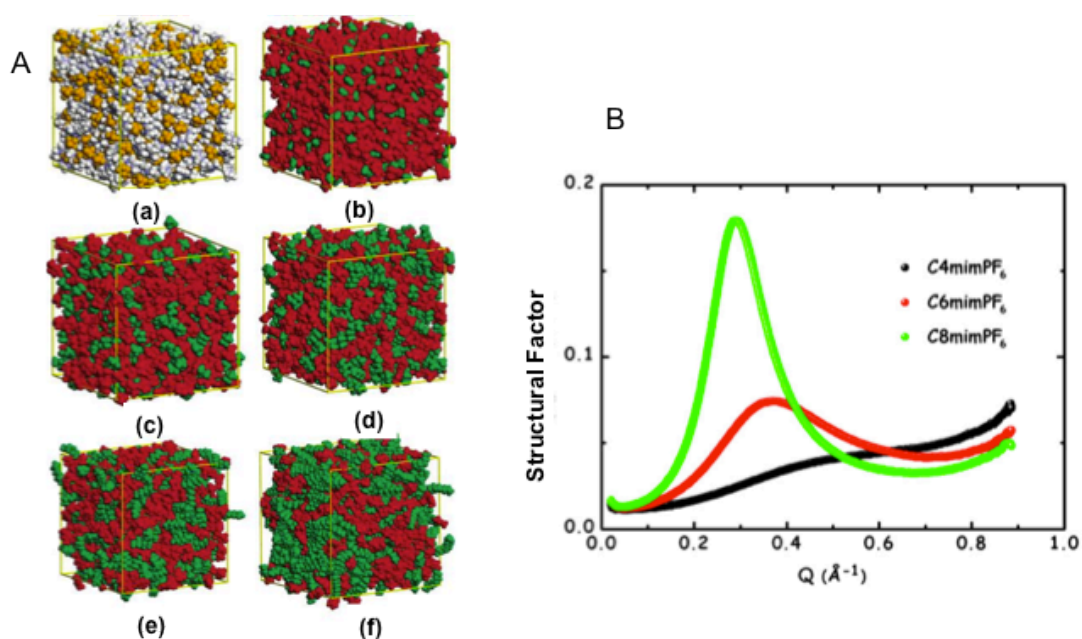 A
(a)
(b)
(c)
(d)
(e)
(f)
B
Structural Factor
0.2
0.1
0.0
C4mimPF₆
C6mimPF₆
C8mimPF₆
0.0 0.2 0.4 0.6 0.8 1.0
Q (Å⁻¹)